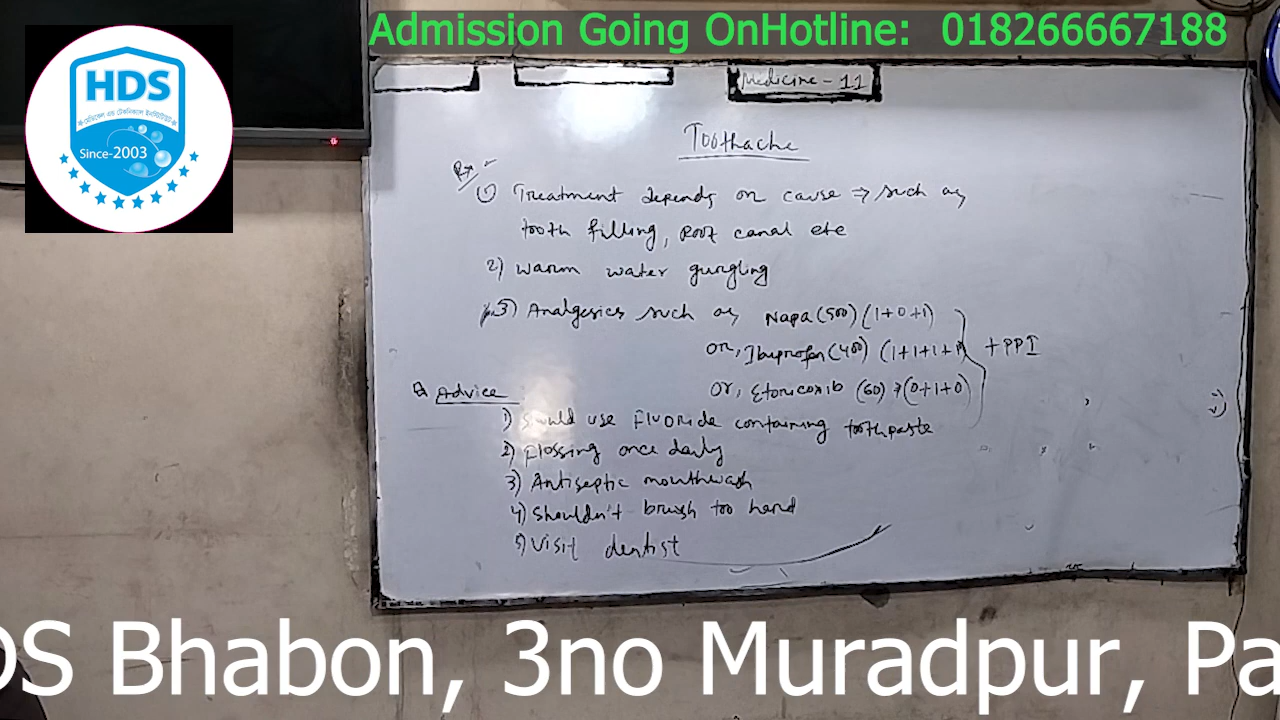 Admission Going OnHotline: 018266667188
HDS
Since-2003
Medicine - 11
Toothache
Rx
1) Treatment depends on cause ⇒ such as,
tooth filling, Root canal etc
2) Warm water gurgling
3) Analgesics such as, Napa (500) (1+0+1)
or, Ibuprofen (400) (1+1+1+1) + PPI
or, Etoricoxib (60) → (0+1+0)
Advice
1) Should use Fluoride containing toothpaste
2) Flossing once daily
3) Antiseptic mouthwash
4) Shouldn't brush too hard
5) Visit dentist
DS Bhabon, 3no Muradpur, Pa